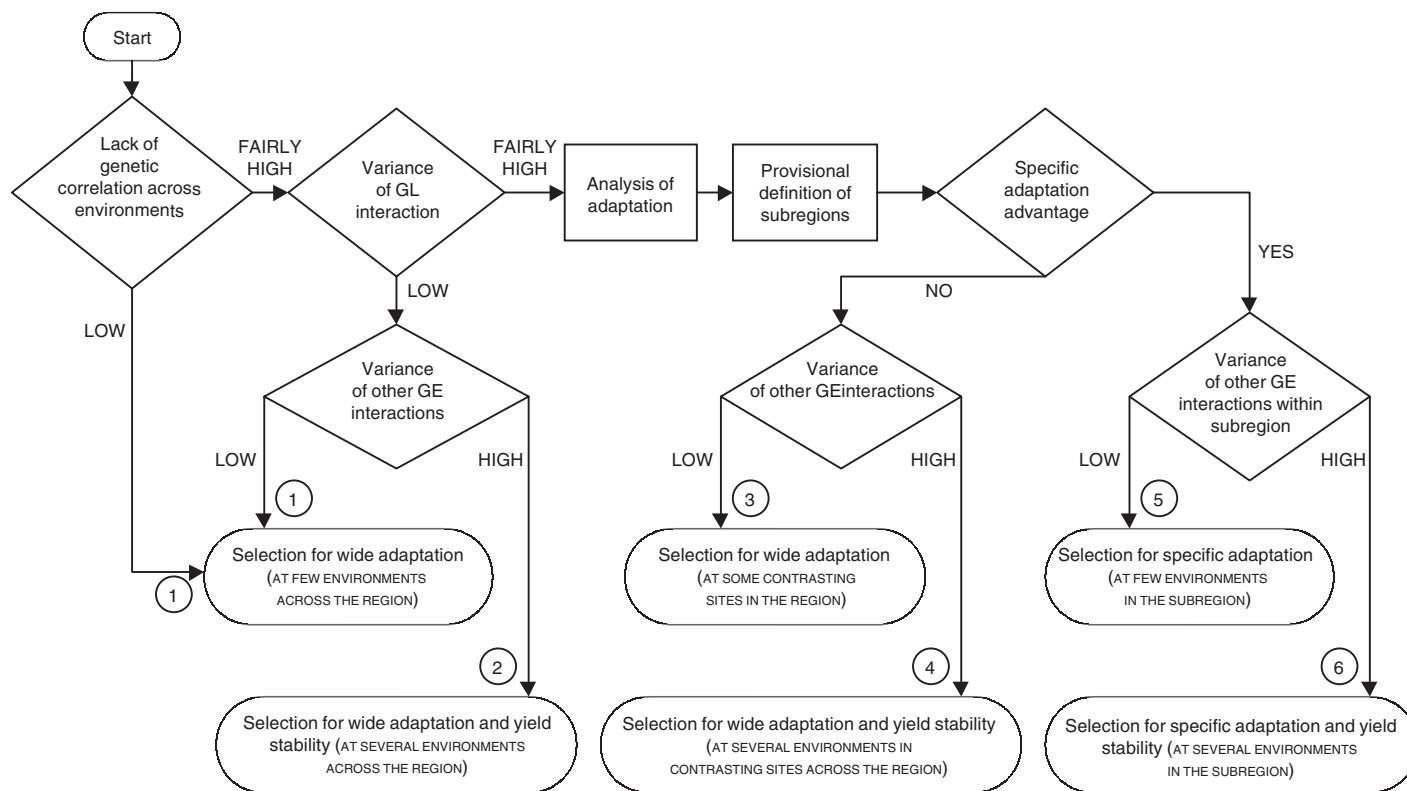 Start
Lack of
genetic
correlation across
environments
FAIRLY
HIGH
Variance
of GL
interaction
FAIRLY
HIGH
Analysis of
adaptation
Provisional
definition of
subregions
Specific
adaptation
advantage
YES
NO
LOW
LOW
Variance
of other GE
interactions
Variance
of other GEinteractions
Variance
of other GE
interactions within
subregion
LOW
HIGH
LOW
HIGH
LOW
HIGH
1
3
5
Selection for wide adaptation
(AT FEW ENVIRONMENTS
ACROSS THE REGION)
1
Selection for wide adaptation
(AT SOME CONTRASTING
SITES IN THE REGION)
Selection for specific adaptation
(AT FEW ENVIRONMENTS
IN THE SUBREGION)
2
4
6
Selection for wide adaptation and yield
stability (AT SEVERAL ENVIRONMENTS
ACROSS THE REGION)
Selection for wide adaptation and yield stability
(AT SEVERAL ENVIRONMENTS IN
CONTRASTING SITES ACROSS THE REGION)
Selection for specific adaptation and yield
stability (AT SEVERAL ENVIRONMENTS
IN THE SUBREGION)